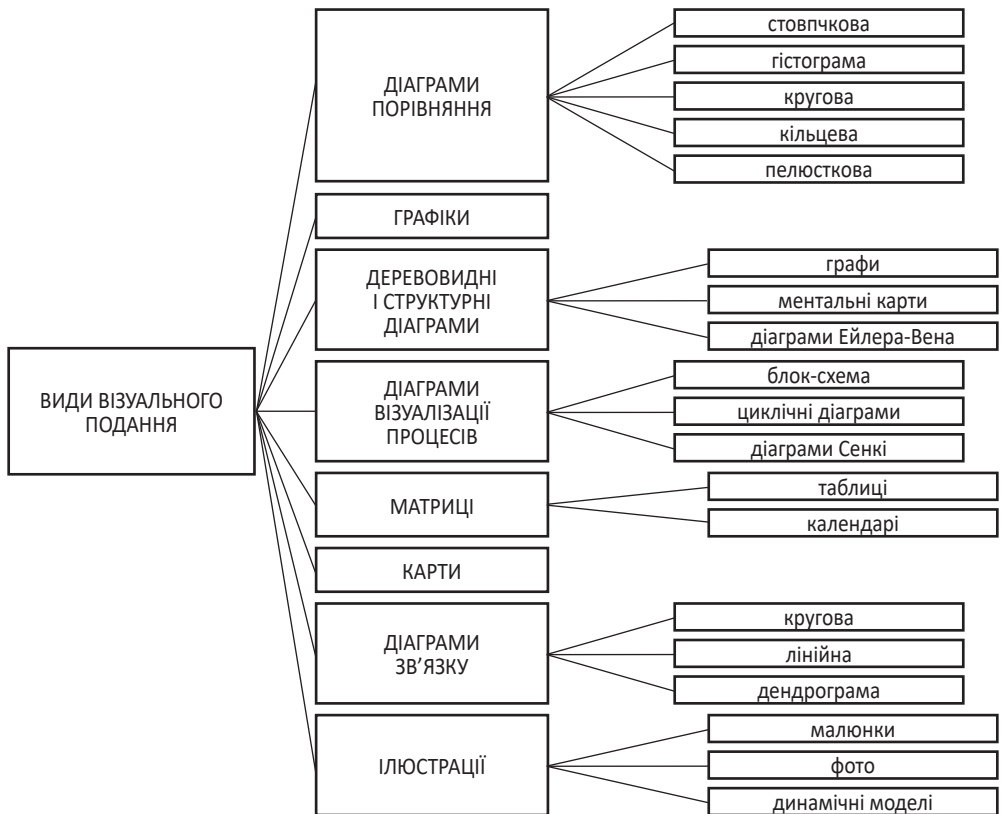 ВИДИ ВІЗУАЛЬНОГО
ПОДАННЯ
ДІАГРАМИ
ПОРІВНЯННЯ
стовпчкова
гістограма
кругова
кільцева
пелюсткова
ГРАФІКИ
ДЕРЕВОВИДНІ
І СТРУКТУРНІ
ДІАГРАМИ
графи
ментальні карти
діаграми Ейлера-Вена
ДІАГРАМИ
ВІЗУАЛІЗАЦІЇ
ПРОЦЕСІВ
блок-схема
циклічні діаграми
діаграми Сенкі
МАТРИЦІ
таблиці
календарі
КАРТИ
ДІАГРАМИ
ЗВ’ЯЗКУ
кругова
лінійна
дендрограма
ІЛЮСТРАЦІЇ
малюнки
фото
динамічні моделі